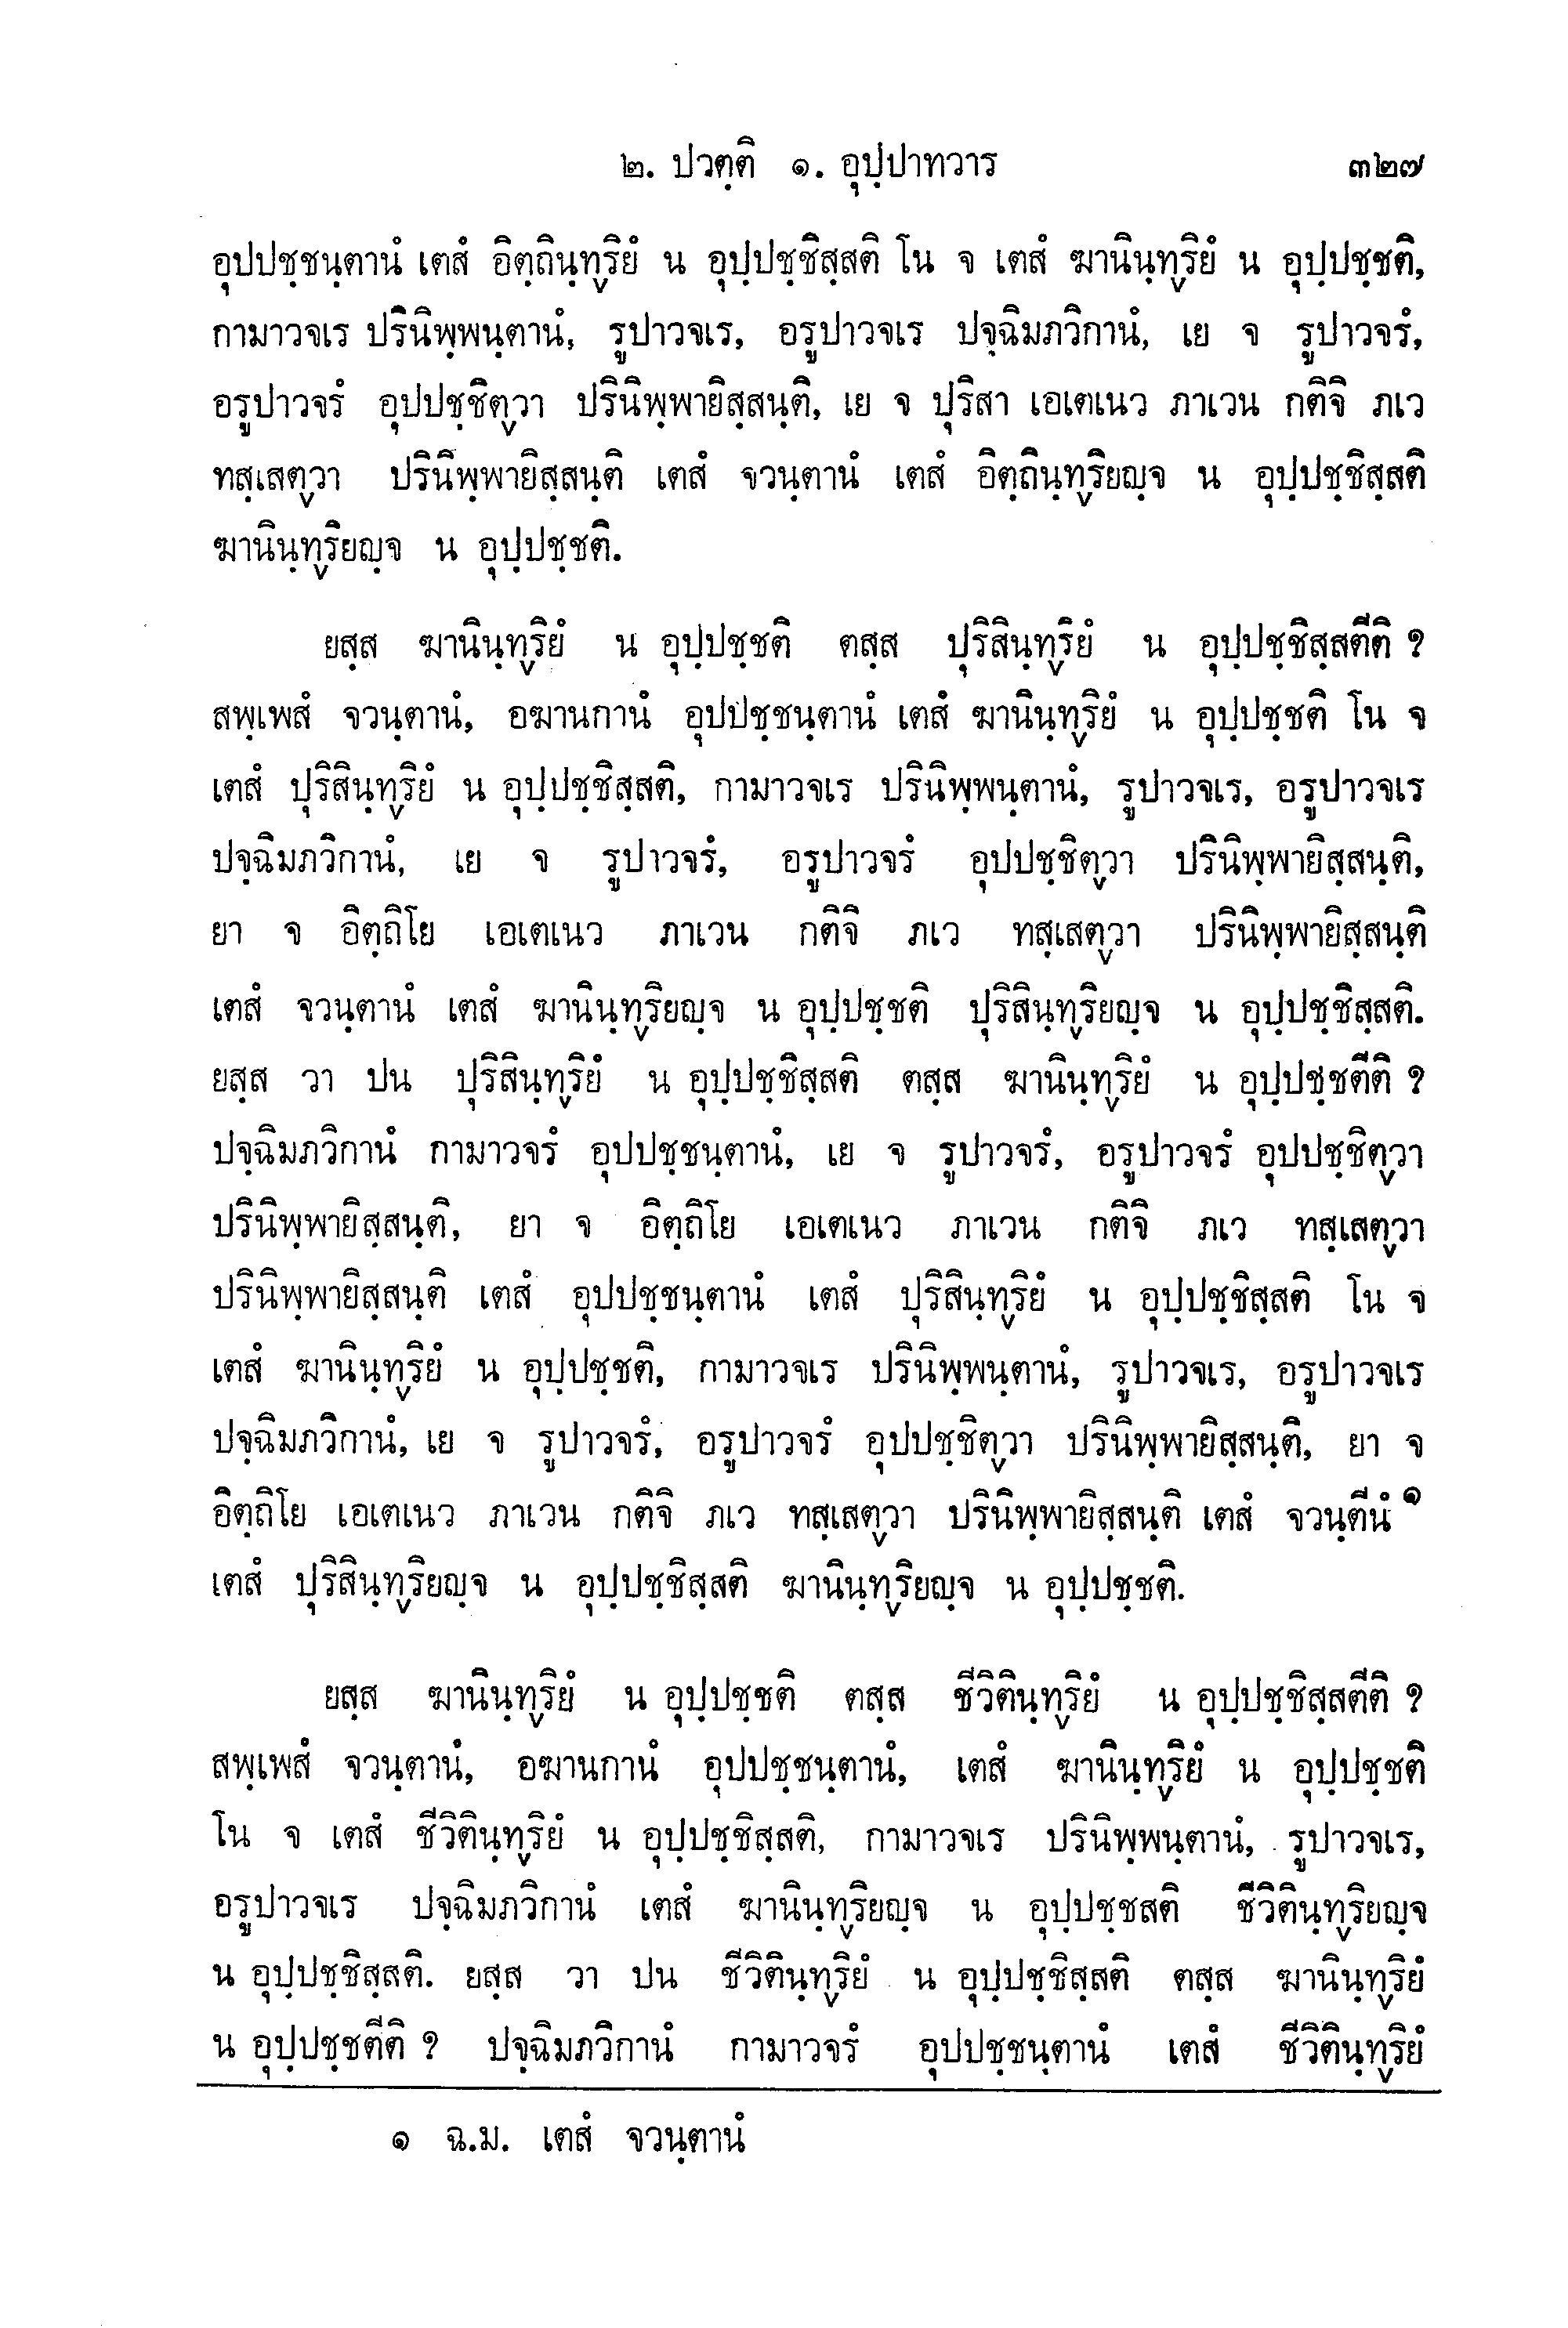 ๒. ปวตฺติ ๑. อุปฺปาทวาร ๓๒๗
อุปปชฺชนฺตานํ เตสํ อิตฺถินฺทฺริยํ น อุปฺปชฺชิสฺสติ โน จ เตสํ ฆานินฺทฺริยํ น อุปฺปชฺชติ,
กามาวจเร ปรินิพฺพนฺตานํ, รูปาวจเร, อรูปาวจเร ปจฺฉิมภวิกานํ, เย จ รูปาวจรํ,
อรูปาวจรํ อุปปชฺชิตฺวา ปรินิพฺพายิสฺสนฺติ, เย จ ปุริสา เอเตเนว ภาเวน กติจิ ภเว
ทสฺเสตฺวา ปรินิพฺพายิสฺสนฺติ เตสํ จวนฺตานํ เตสํ อิตฺถินฺทฺริยญฺจ น อุปฺปชฺชิสฺสติ
ฆานินฺทฺริยญฺจ น อุปฺปชฺชติ.
ยสฺส ฆานินฺทฺริยํ น อุปฺปชฺชติ ตสฺส ปุริสินฺทฺริยํ น อุปฺปชฺชิสฺสตีติ ?
สพฺเพสํ จวนฺตานํ, อฆานกานํ อุปปชฺชนฺตานํ เตสํ ฆานินฺทฺริยํ น อุปฺปชฺชติ โน จ
เตสํ ปุริสินฺทฺริยํ น อุปฺปชฺชิสฺสติ, กามาวจเร ปรินิพฺพนฺตานํ, รูปาวจเร, อรูปาวจเร
ปจฺฉิมภวิกานํ, เย จ รูปาวจรํ, อรูปาวจรํ อุปปชฺชิตฺวา ปรินิพฺพายิสฺสนฺติ,
ยา จ อิตฺถิโย เอเตเนว ภาเวน กติจิ ภเว ทสฺเสตฺวา ปรินิพฺพายิสฺสนฺติ
เตสํ จวนฺตานํ เตสํ ฆานินฺทฺริยญฺจ น อุปฺปชฺชติ ปุริสินฺทฺริยญฺจ น อุปฺปชฺชิสฺสติ.
ยสฺส วา ปน ปุริสินฺทฺริยํ น อุปฺปชฺชิสฺสติ ตสฺส ฆานินฺทฺริยํ น อุปฺปชฺชตีติ ?
ปจฺฉิมภวิกานํ กามาวจรํ อุปปชฺชนฺตานํ, เย จ รูปาวจรํ, อรูปาวจรํ อุปปชฺชิตฺวา
ปรินิพฺพายิสฺสนฺติ, ยา จ อิตฺถิโย เอเตเนว ภาเวน กติจิ ภเว ทสฺเสตฺวา
ปรินิพฺพายิสฺสนฺติ เตสํ อุปปชฺชนฺตานํ เตสํ ปุริสินฺทฺริยํ น อุปฺปชฺชิสฺสติ โน จ
เตสํ ฆานินฺทฺริยํ น อุปฺปชฺชติ, กามาวจเร ปรินิพฺพนฺตานํ, รูปาวจเร, อรูปาวจเร
ปจฺฉิมภวิกานํ, เย จ รูปาวจรํ, อรูปาวจรํ อุปปชฺชิตฺวา ปรินิพฺพายิสฺสนฺติ, ยา จ
อิตฺถิโย เอเตเนว ภาเวน กติจิ ภเว ทสฺเสตฺวา ปรินิพฺพายิสฺสนฺติ เตสํ จวนฺตีนํ ๑
เตสํ ปุริสินฺทฺริยญฺจ น อุปฺปชฺชิสฺสติ ฆานินฺทฺริยญฺจ น อุปฺปชฺชติ.
ยสฺส ฆานินฺทฺริยํ น อุปฺปชฺชติ ตสฺส ชีวิตินฺทฺริยํ น อุปฺปชฺชิสฺสตีติ ?
สพฺเพสํ จวนฺตานํ, อฆานกานํ อุปปชฺชนฺตานํ, เตสํ ฆานินฺทฺริยํ น อุปฺปชฺชติ
โน จ เตสํ ชีวิตินฺทฺริยํ น อุปฺปชฺชิสฺสติ, กามาวจเร ปรินิพฺพนฺตานํ, รูปาวจเร,
อรูปาวจเร ปจฺฉิมภวิกานํ เตสํ ฆานินฺทฺริยญฺจ น อุปฺปชฺชสติ ชีวิตินฺทฺริยญฺจ
น อุปฺปชฺชิสฺสติ. ยสฺส วา ปน ชีวิตินฺทฺริยํ น อุปฺปชฺชิสฺสติ ตสฺส ฆานินฺทฺริยํ
น อุปฺปชฺชตีติ ? ปจฺฉิมภวิกานํ กามาวจรํ อุปปชฺชนฺตานํ เตสํ ชีวิตินฺทฺริยํ
๑ ฉ.ม. เตสํ จวนฺตานํ